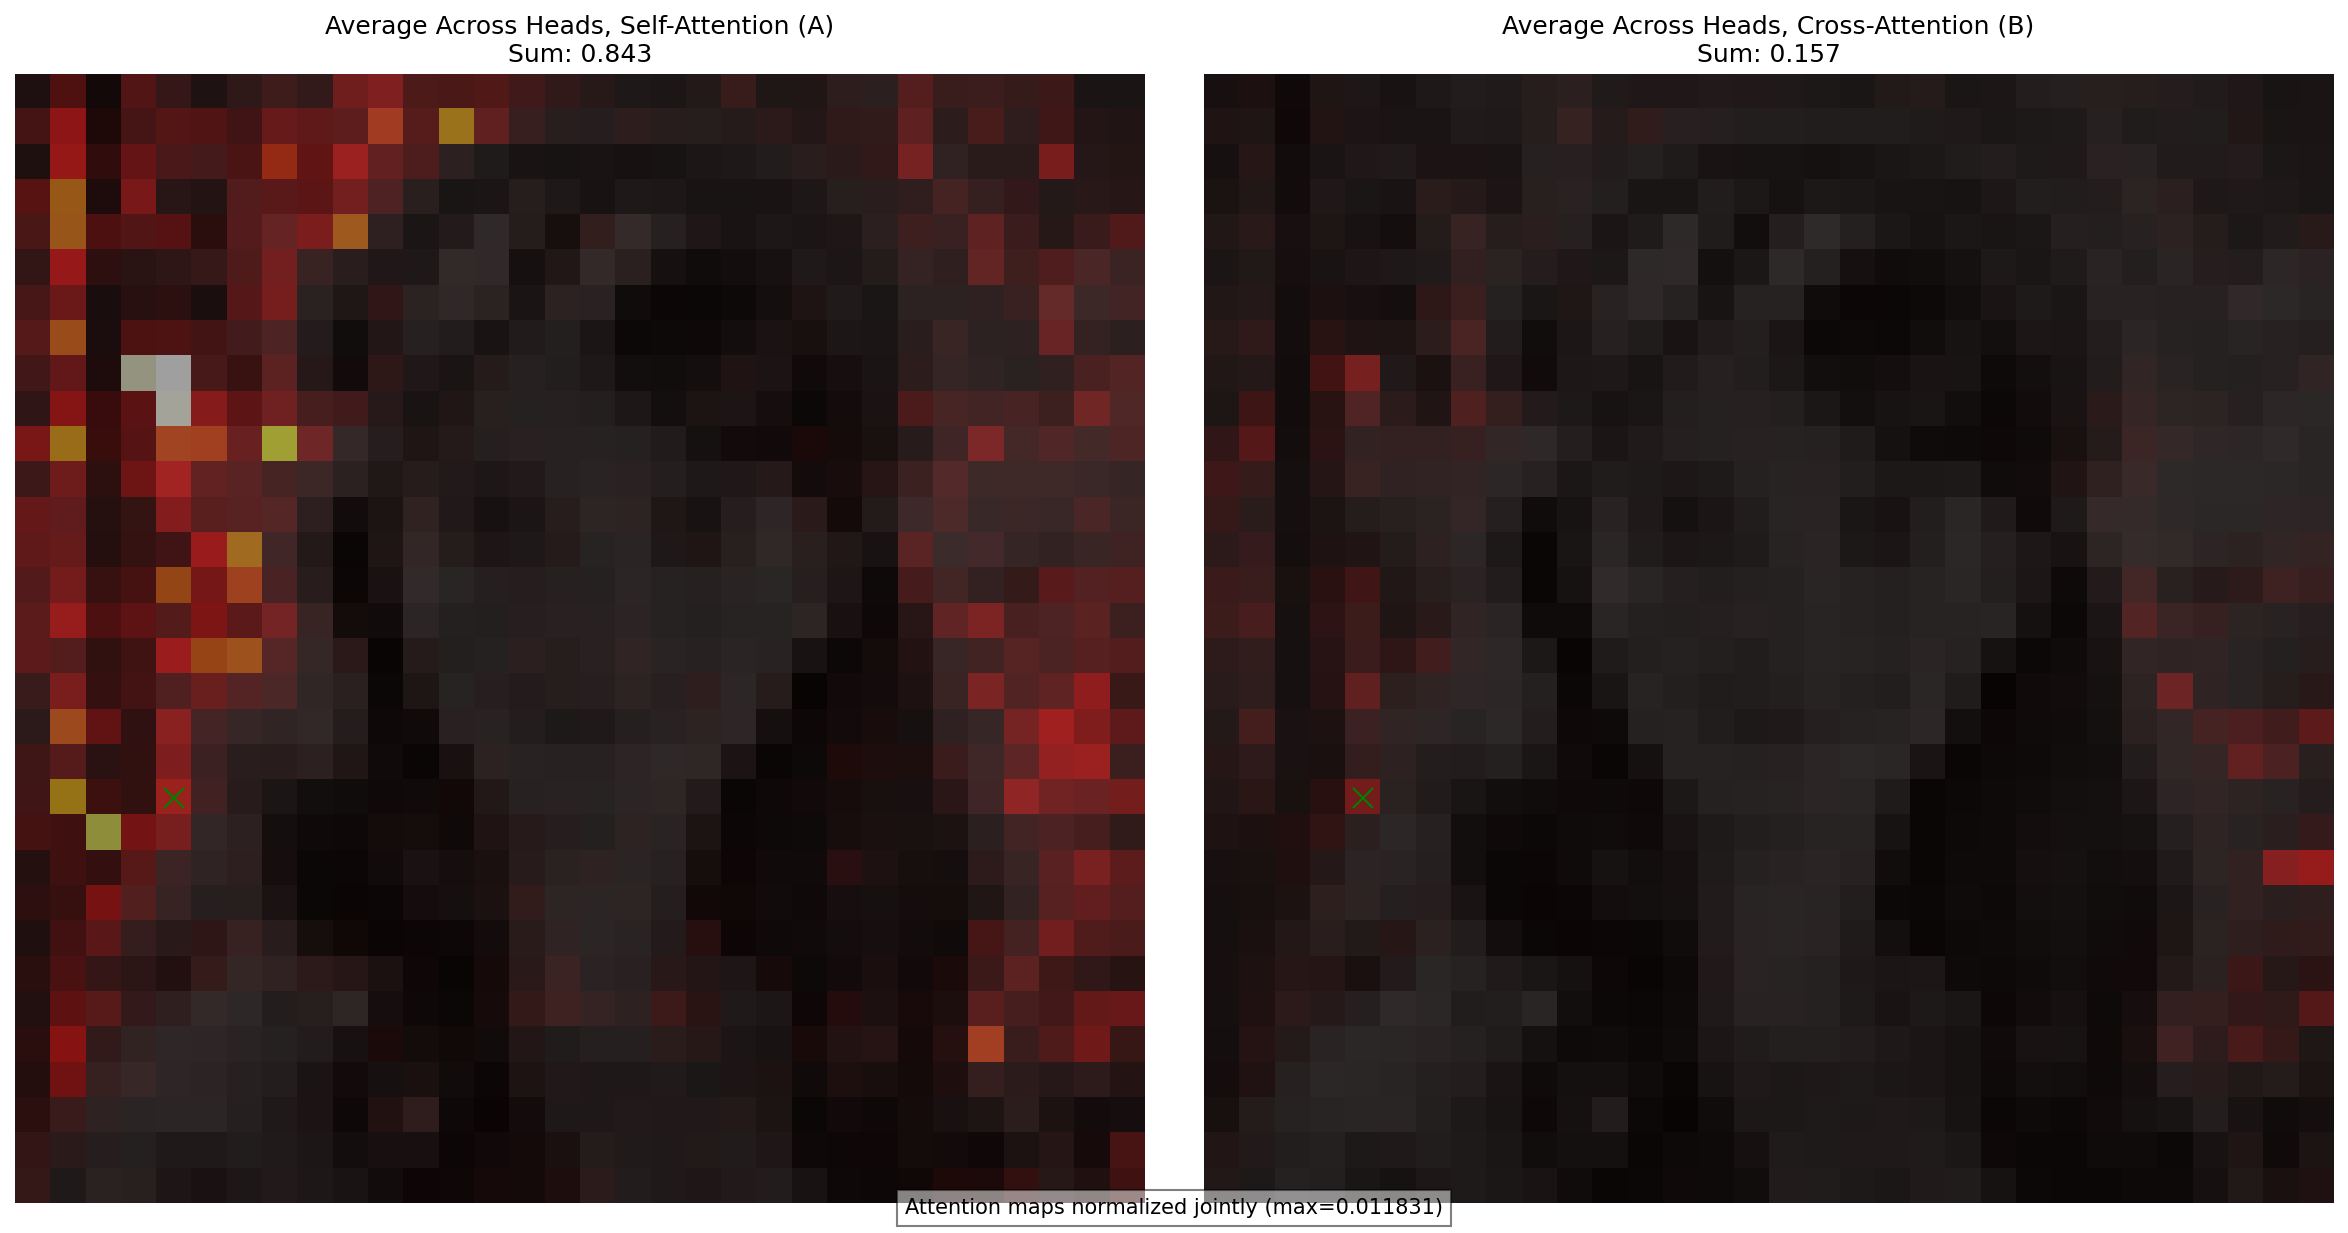 Average Across Heads, Self-Attention (A)
Sum: 0.843
Average Across Heads, Cross-Attention (B)
Sum: 0.157
Attention maps normalized jointly (max=0.011831)